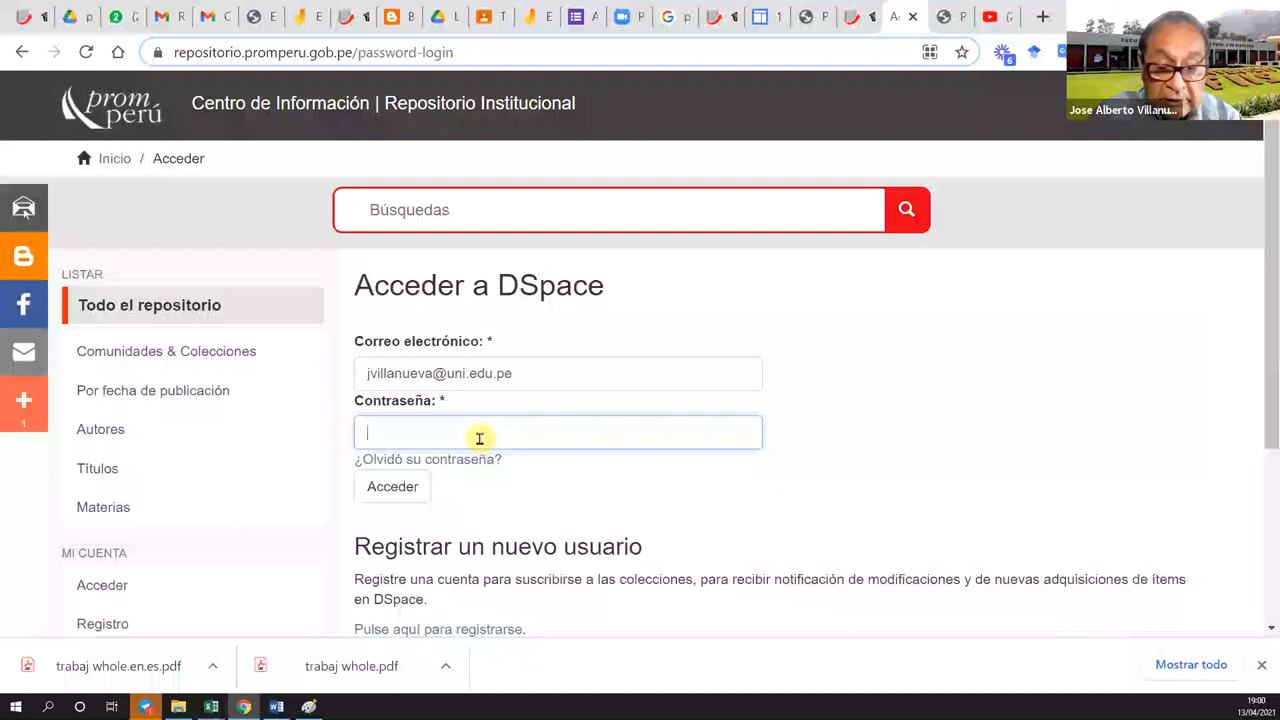 repositorio.promperu.gob.pe/password-login
6
Jose Alberto Villanu...
prom
perú
Centro de Información | Repositorio Institucional
Inicio / Acceder
Búsquedas
LISTAR
Todo el repositorio
Comunidades & Colecciones
Por fecha de publicación
Autores
Títulos
Materias
MI CUENTA
Acceder
Registro
1
Acceder a DSpace
Correo electrónico: *
jvillanueva@uni.edu.pe
Contraseña: *
¿Olvidó su contraseña?
Acceder
Registrar un nuevo usuario
Registre una cuenta para suscribirse a las colecciones, para recibir notificación de modificaciones y de nuevas adquisiciones de ítems
en DSpace.
Pulse aquí para registrarse.
trabaj whole.en.es.pdf
trabaj whole.pdf
Mostrar todo
19:00
13/04/2021